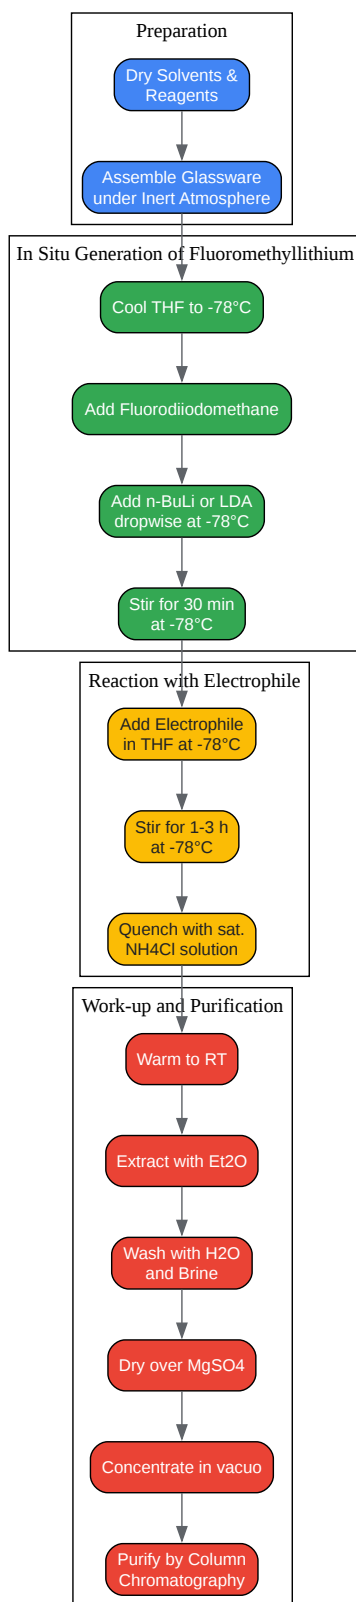 Preparation
Dry Solvents &
Reagents
Assemble Glassware
under Inert Atmosphere
In Situ Generation of Fluoromethyllithium
Cool THF to -78°C
Add Fluorodiiodomethane
Add n-BuLi or LDA
dropwise at -78°C
Stir for 30 min
at -78°C
Reaction with Electrophile
Add Electrophile
in THF at -78°C
Stir for 1-3 h
at -78°C
Quench with sat.
NH4Cl solution
Work-up and Purification
Warm to RT
Extract with Et2O
Wash with H2O
and Brine
Dry over MgSO4
Concentrate in vacuo
Purify by Column
Chromatography